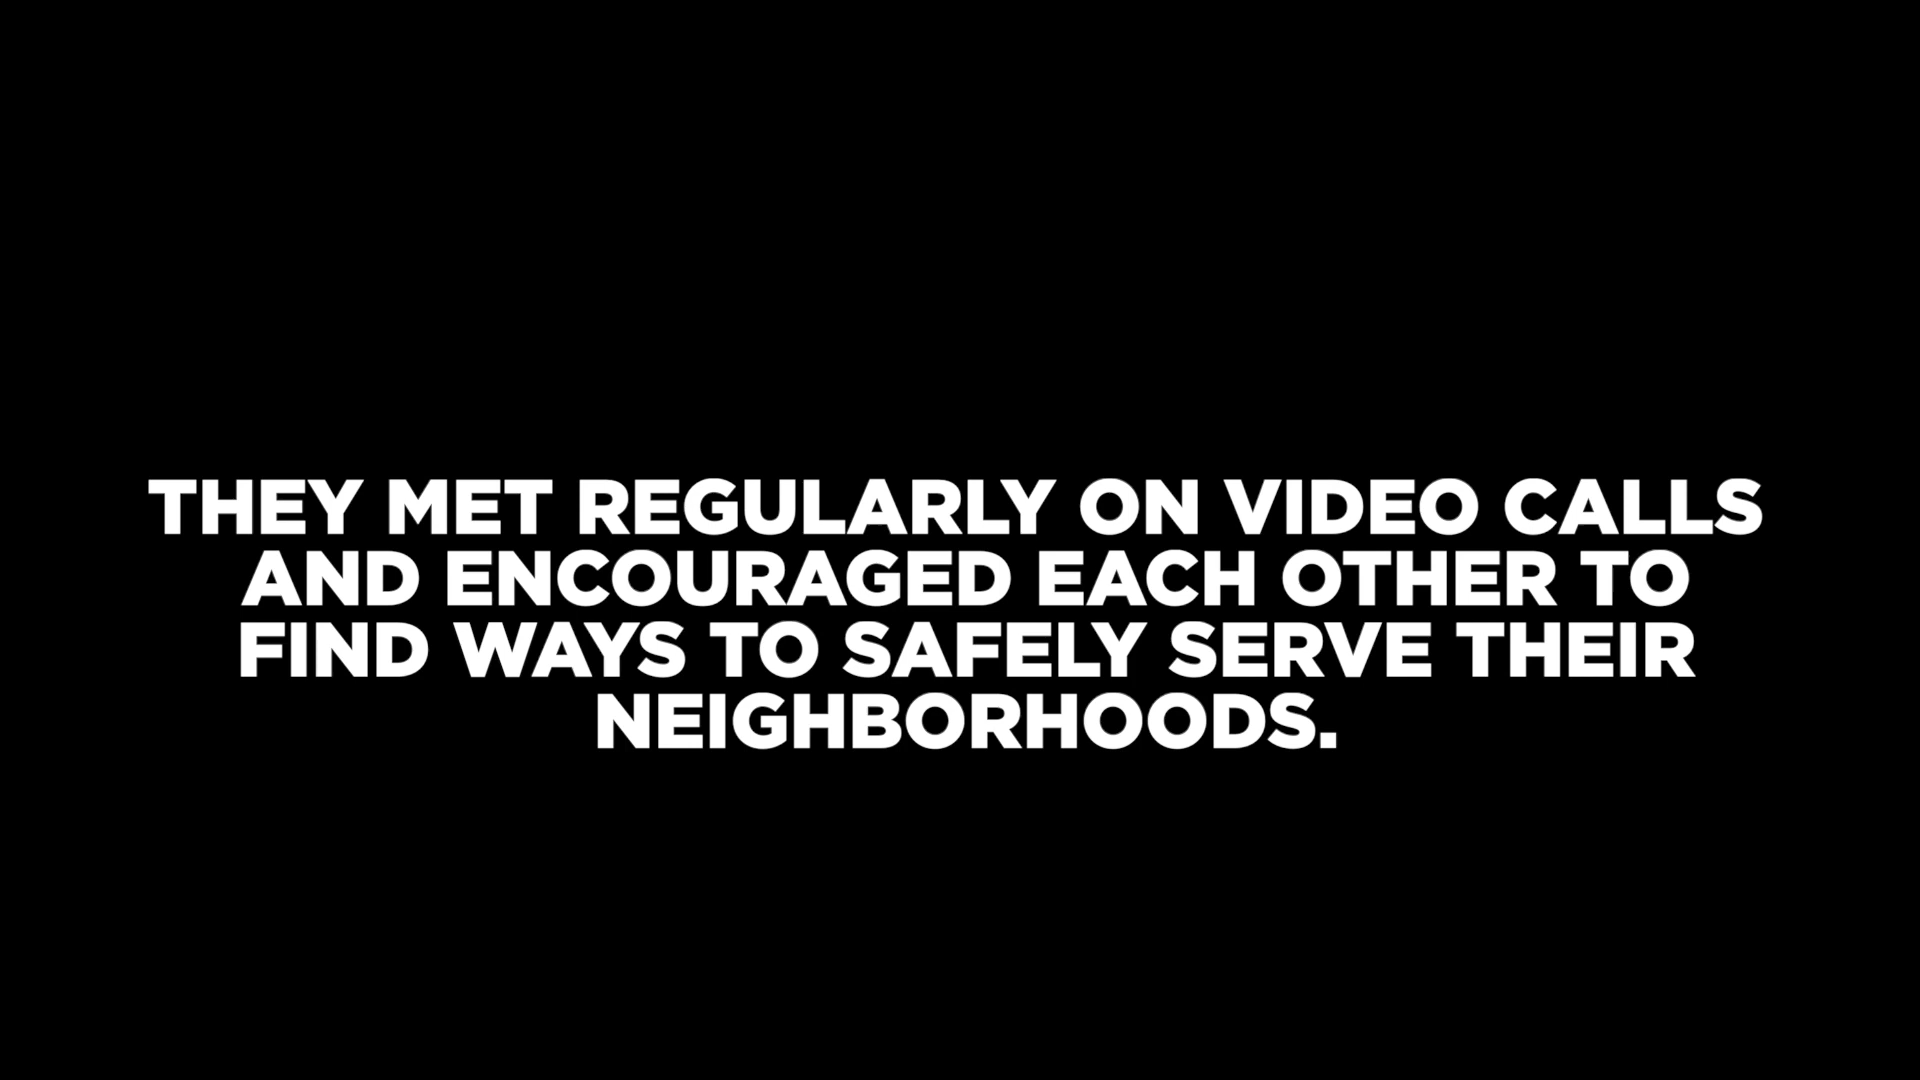 THEY MET REGULARLY ON VIDEO CALLS
AND ENCOURAGED EACH OTHER TO
FIND WAYS TO SAFELY SERVE THEIR
NEIGHBORHOODS.